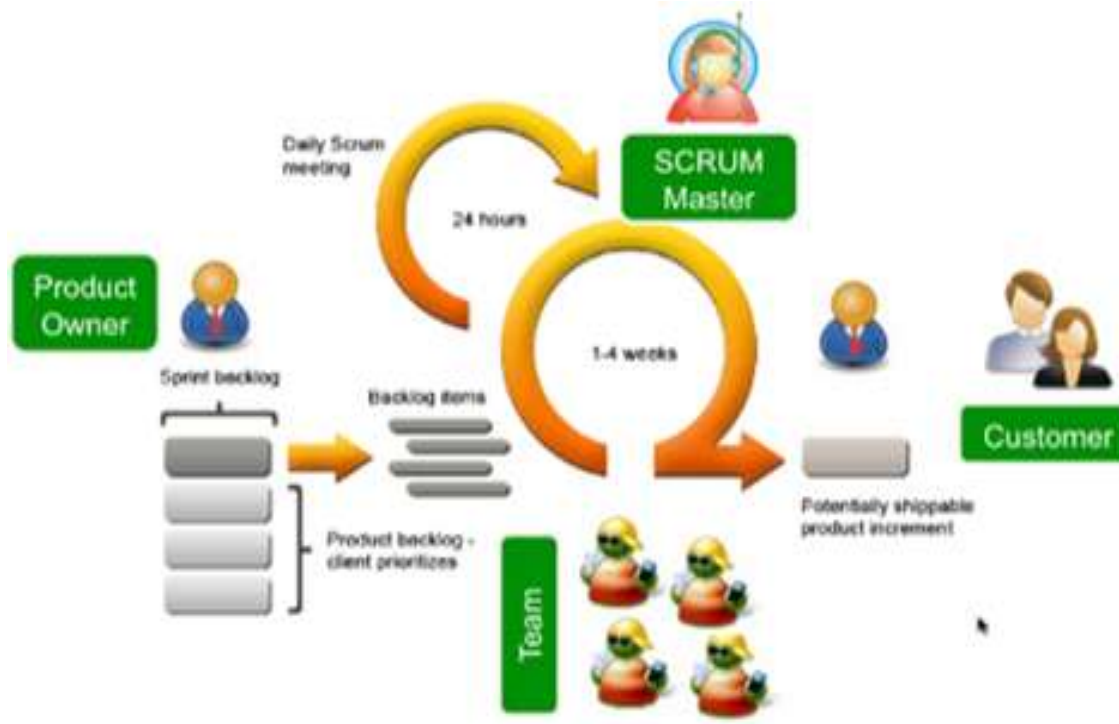 Daily Scrum
meeting
24 hours
SCRUM
Master
Product
Owner
1-4 weeks
Sprint backlog
Backlog items
Customer
Potentially shippable
product increment
Product backlog -
client prioritizes
Team